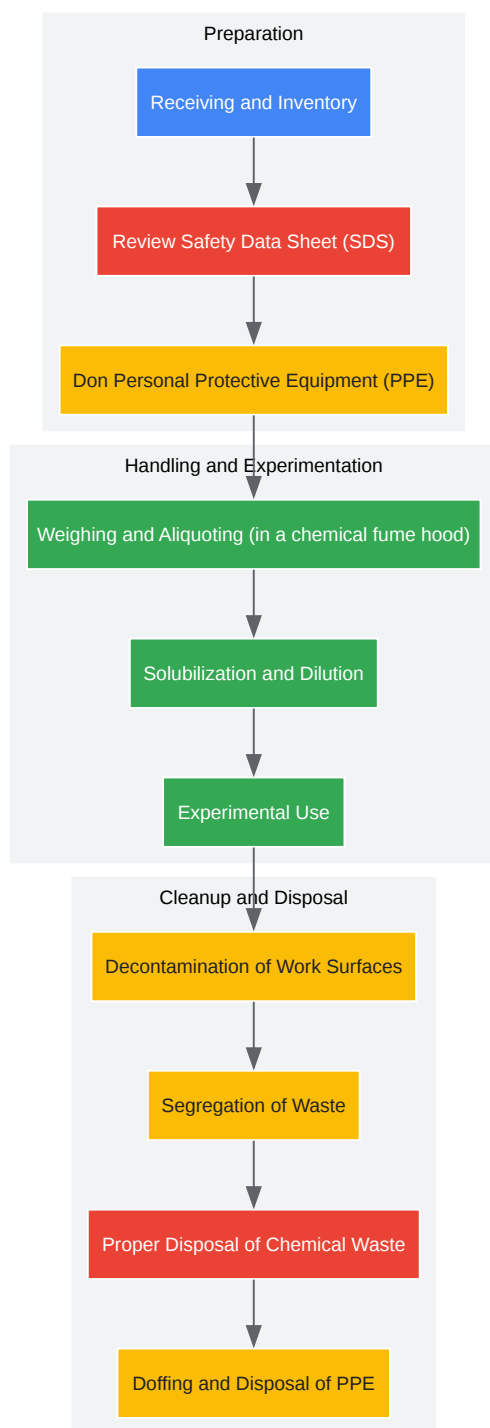 Preparation
Receiving and Inventory
Review Safety Data Sheet (SDS)
Don Personal Protective Equipment (PPE)
Handling and Experimentation
Weighing and Aliquoting (in a chemical fume hood)
Solubilization and Dilution
Experimental Use
Cleanup and Disposal
Decontamination of Work Surfaces
Segregation of Waste
Proper Disposal of Chemical Waste
Doffing and Disposal of PPE